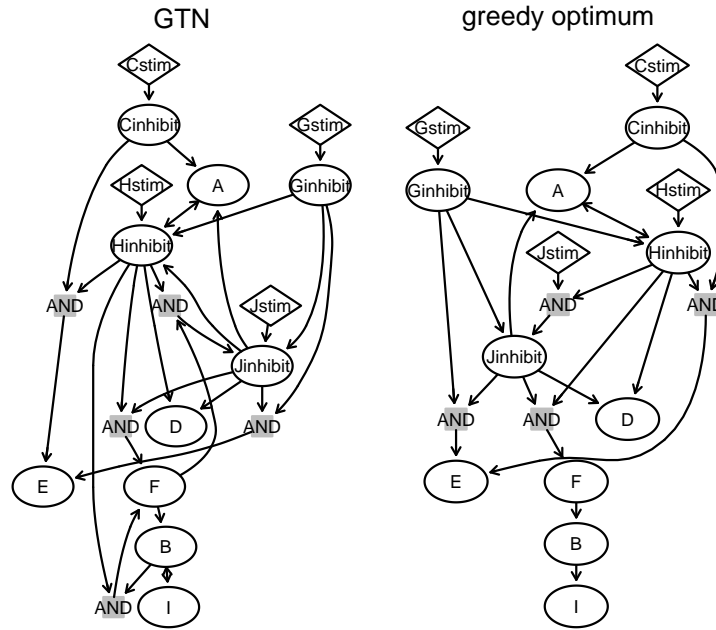 GTN
greedy optimum
Cstim
Cinhibit
Gstim
Hstim
A
Ginhibit
Hinhibit
AND
AND
Jstim
Jinhibit
AND
D
AND
E
F
B
AND
I
Cstim
Gstim
Cinhibit
Ginhibit
A
Hstim
Hinhibit
Jstim
AND
AND
Jinhibit
AND
AND
D
E
F
B
I